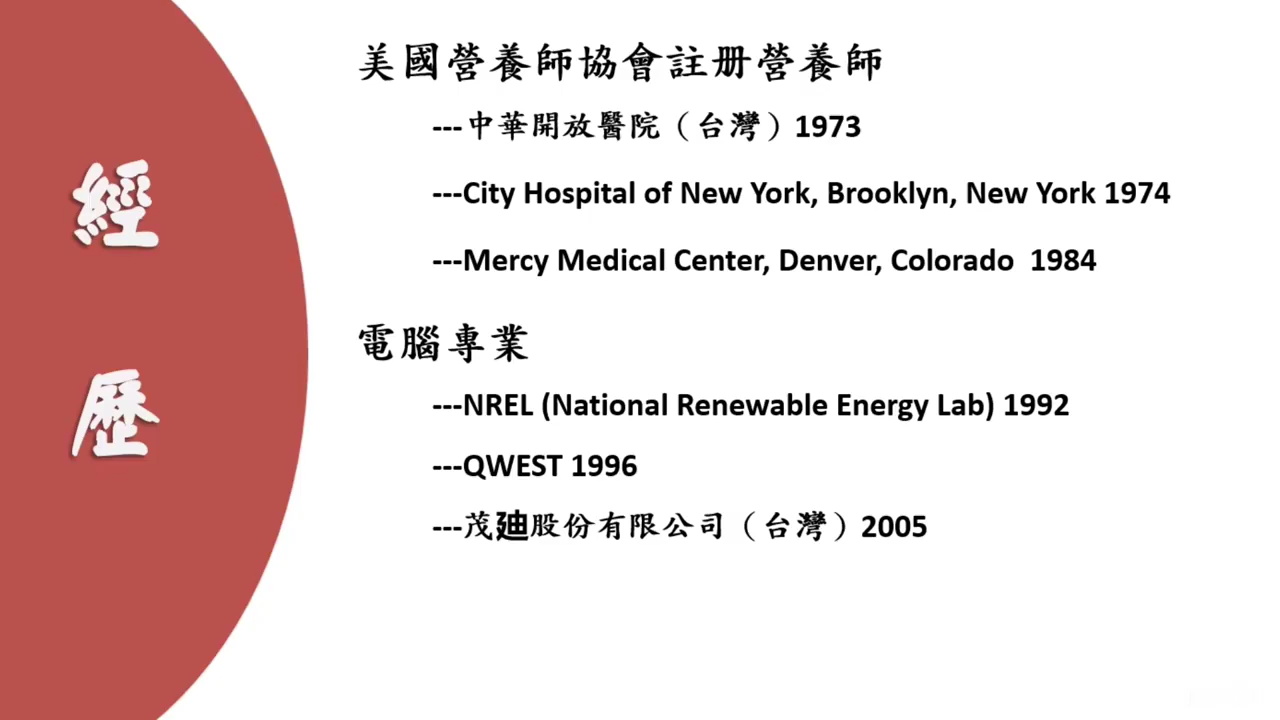 經歷
美國營養師協會註册營養師
---中華開放醫院（台灣）1973
---City Hospital of New York, Brooklyn, New York 1974
---Mercy Medical Center, Denver, Colorado  1984
電腦專業
---NREL (National Renewable Energy Lab) 1992
---QWEST 1996
---茂廸股份有限公司（台灣）2005